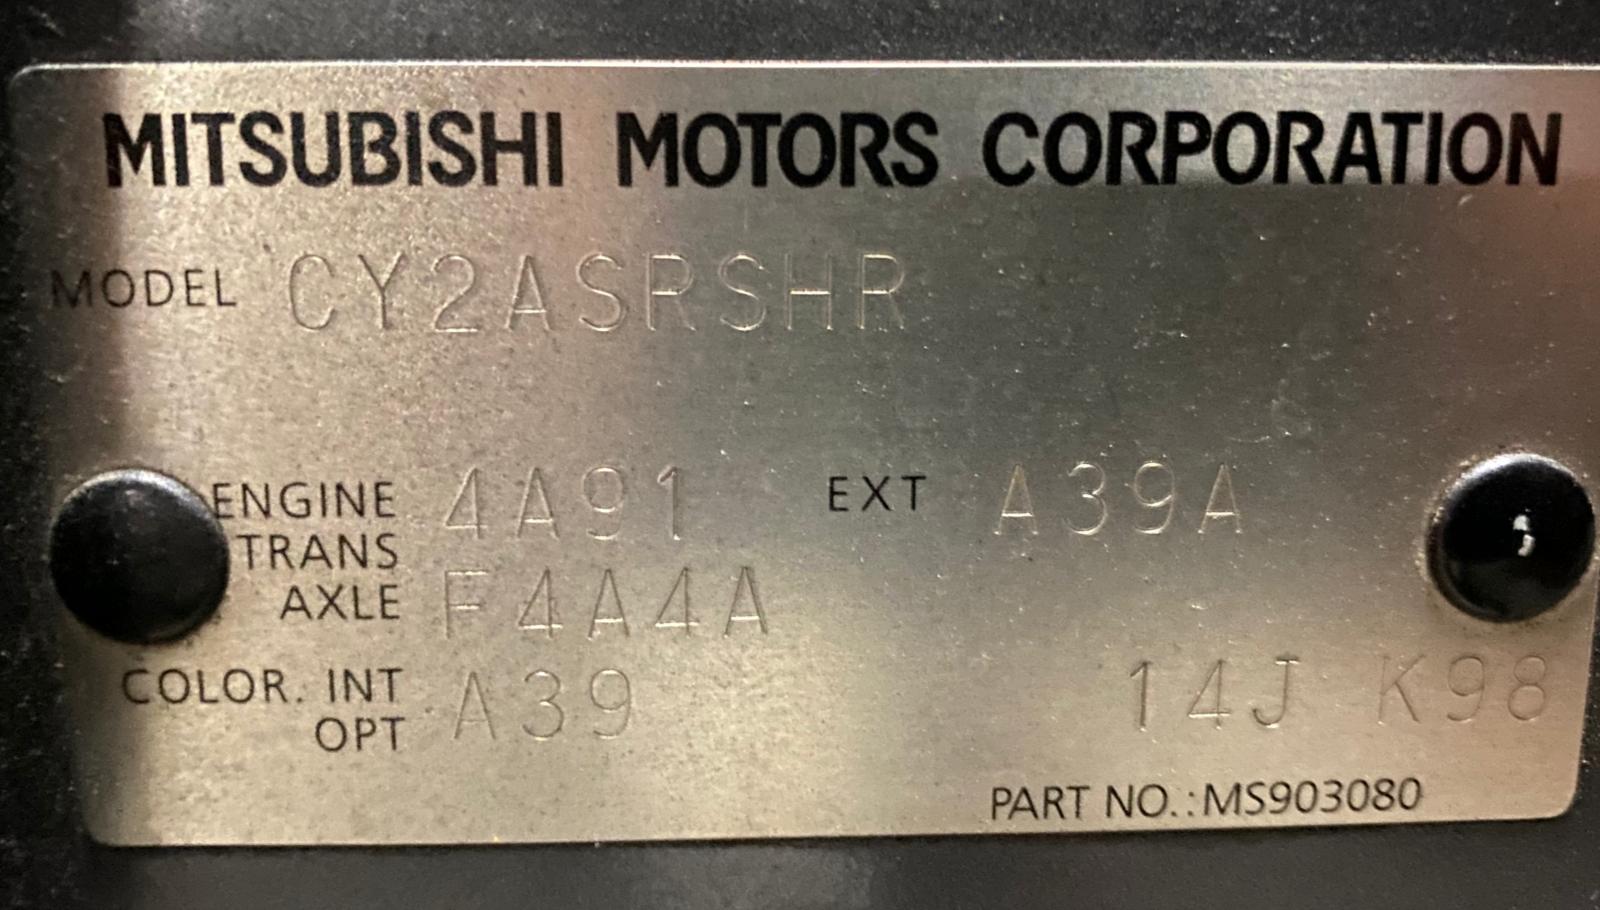 MITSUBISHI MOTORS CORPORATION
MODEL CY2ASRSHR
ENGINE 4A91 EXT A39A
TRANS
AXLE F4A4A
COLOR. INT A39 14J K98
OPT
PART NO.:MS903080